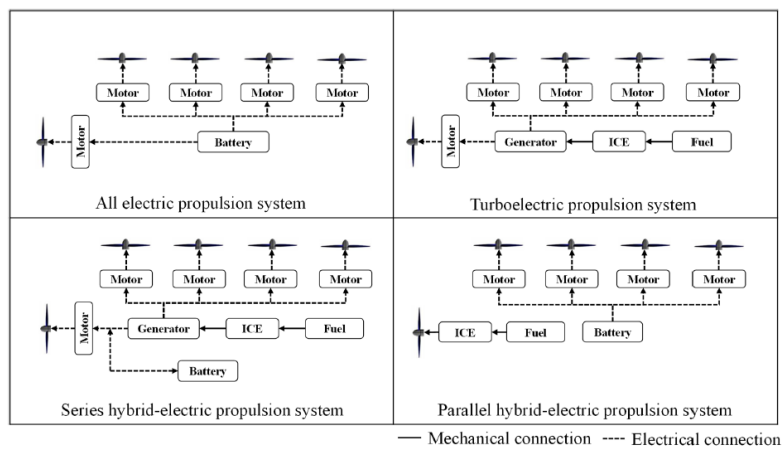 Motor Motor Motor Motor
Motor
Battery
All electric propulsion system
Motor Motor Motor Motor
Motor
Generator ICE Fuel
Turboelectric propulsion system
Motor Motor Motor Motor
Motor
Generator ICE Fuel
Battery
Series hybrid-electric propulsion system
Motor Motor Motor Motor
ICE Fuel Battery
Parallel hybrid-electric propulsion system
Mechanical connection Electrical connection